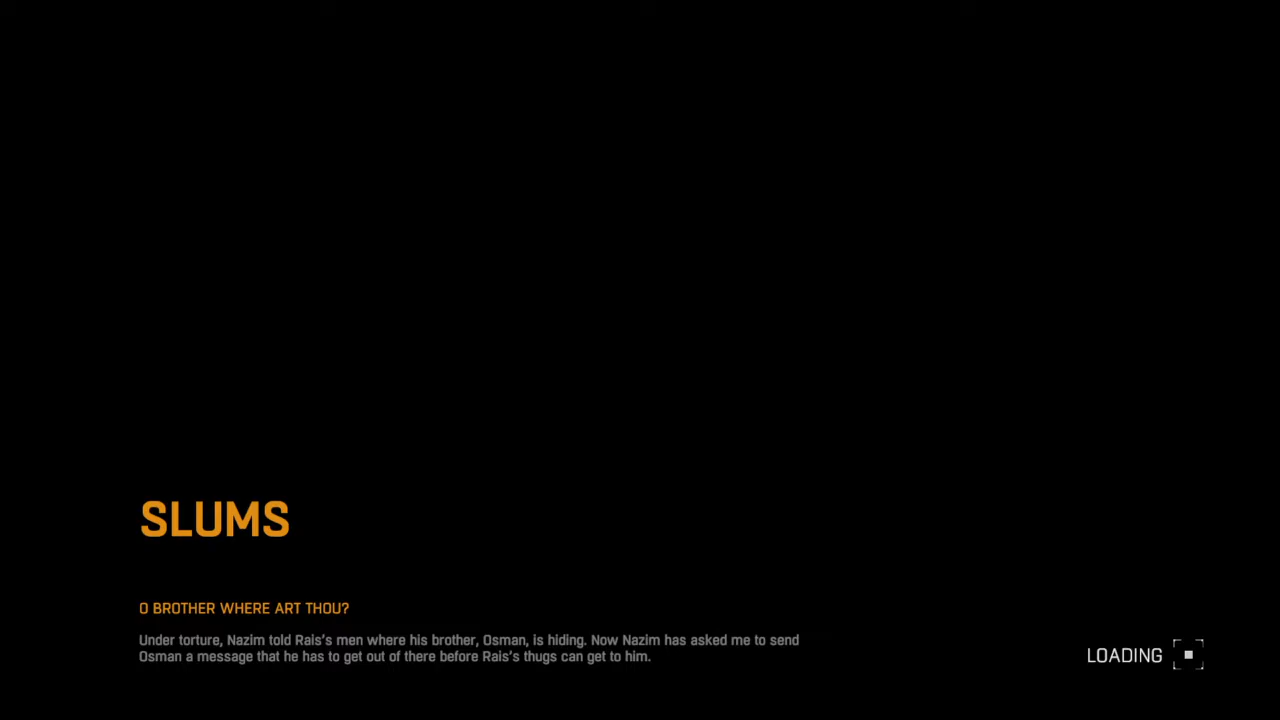 SLUMS
O BROTHER WHERE ART THOU?
Under torture, Nazim told Rais's men where his brother, Osman, is hiding. Now Nazim has asked me to send
Osman a message that he has to get out of there before Rais's thugs can get to him.
LOADING